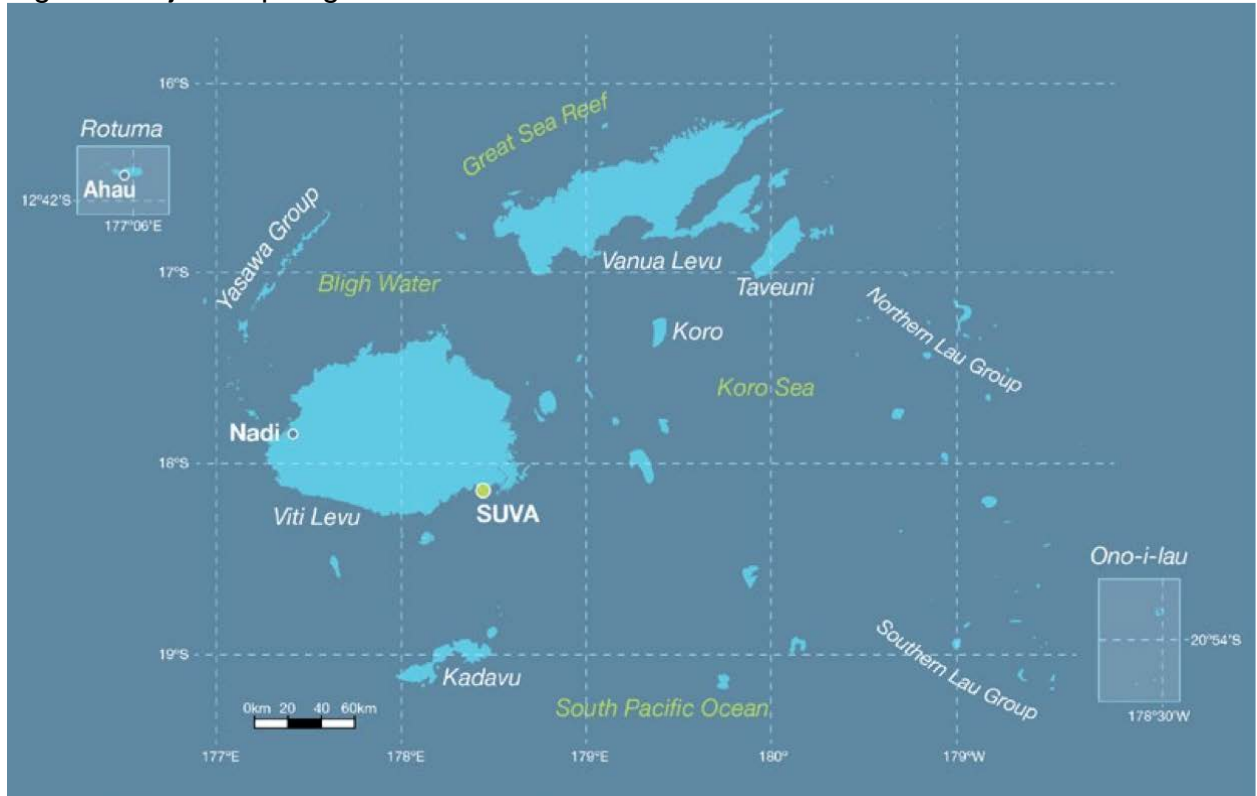 16°S
Great Sea Reef
Rotuma
Ahau
12°42'S
177°06'E
Yasawa Group
Vanua Levu
17°S
Bligh Water
Taveuni
Northern Lau Group
Koro
Koro Sea
Nadi
18°S
SUVA
Viti Levu
Ono-i-lau
Southern Lau Group
20°54'S
19°S
Kadavu
0km 20 40 60km
South Pacific Ocean
178°30'W
177°E 178°E 179°E 180° 179°W